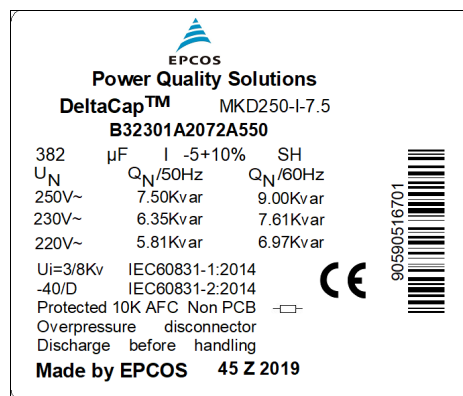 EPCOS
Power Quality Solutions
DeltaCap™ MKD250-I-7.5
B32301A2072A550
382 µF I -5+10% SH
UN QN/50Hz QN/60Hz
250V~ 7.50Kvar 9.00Kvar
230V~ 6.35Kvar 7.61Kvar
220V~ 5.81Kvar 6.97Kvar
Ui=3/8Kv IEC60831-1:2014
-40/D IEC60831-2:2014
CE
Protected 10K AFC Non PCB
Overpressure disconnector
Discharge before handling
Made by EPCOS 45 Z 2019
90590516701